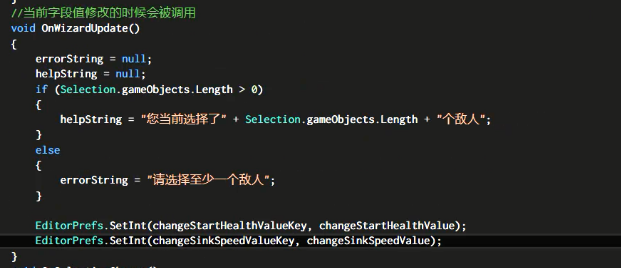 //当前字段值修改的时候会被调用
void OnWizardUpdate()
{
errorString = null;
helpString = null;
if (Selection.gameObjects.Length > 0)
{
helpString = "您当前选择了" + Selection.gameObjects.Length + "个敌人";
}
else
{
errorString = "请选择至少一个敌人";
}
EditorPrefs.SetInt(changeStartHealthValueKey, changeStartHealthValue);
EditorPrefs.SetInt(changeSinkSpeedValueKey, changeSinkSpeedValue);
}